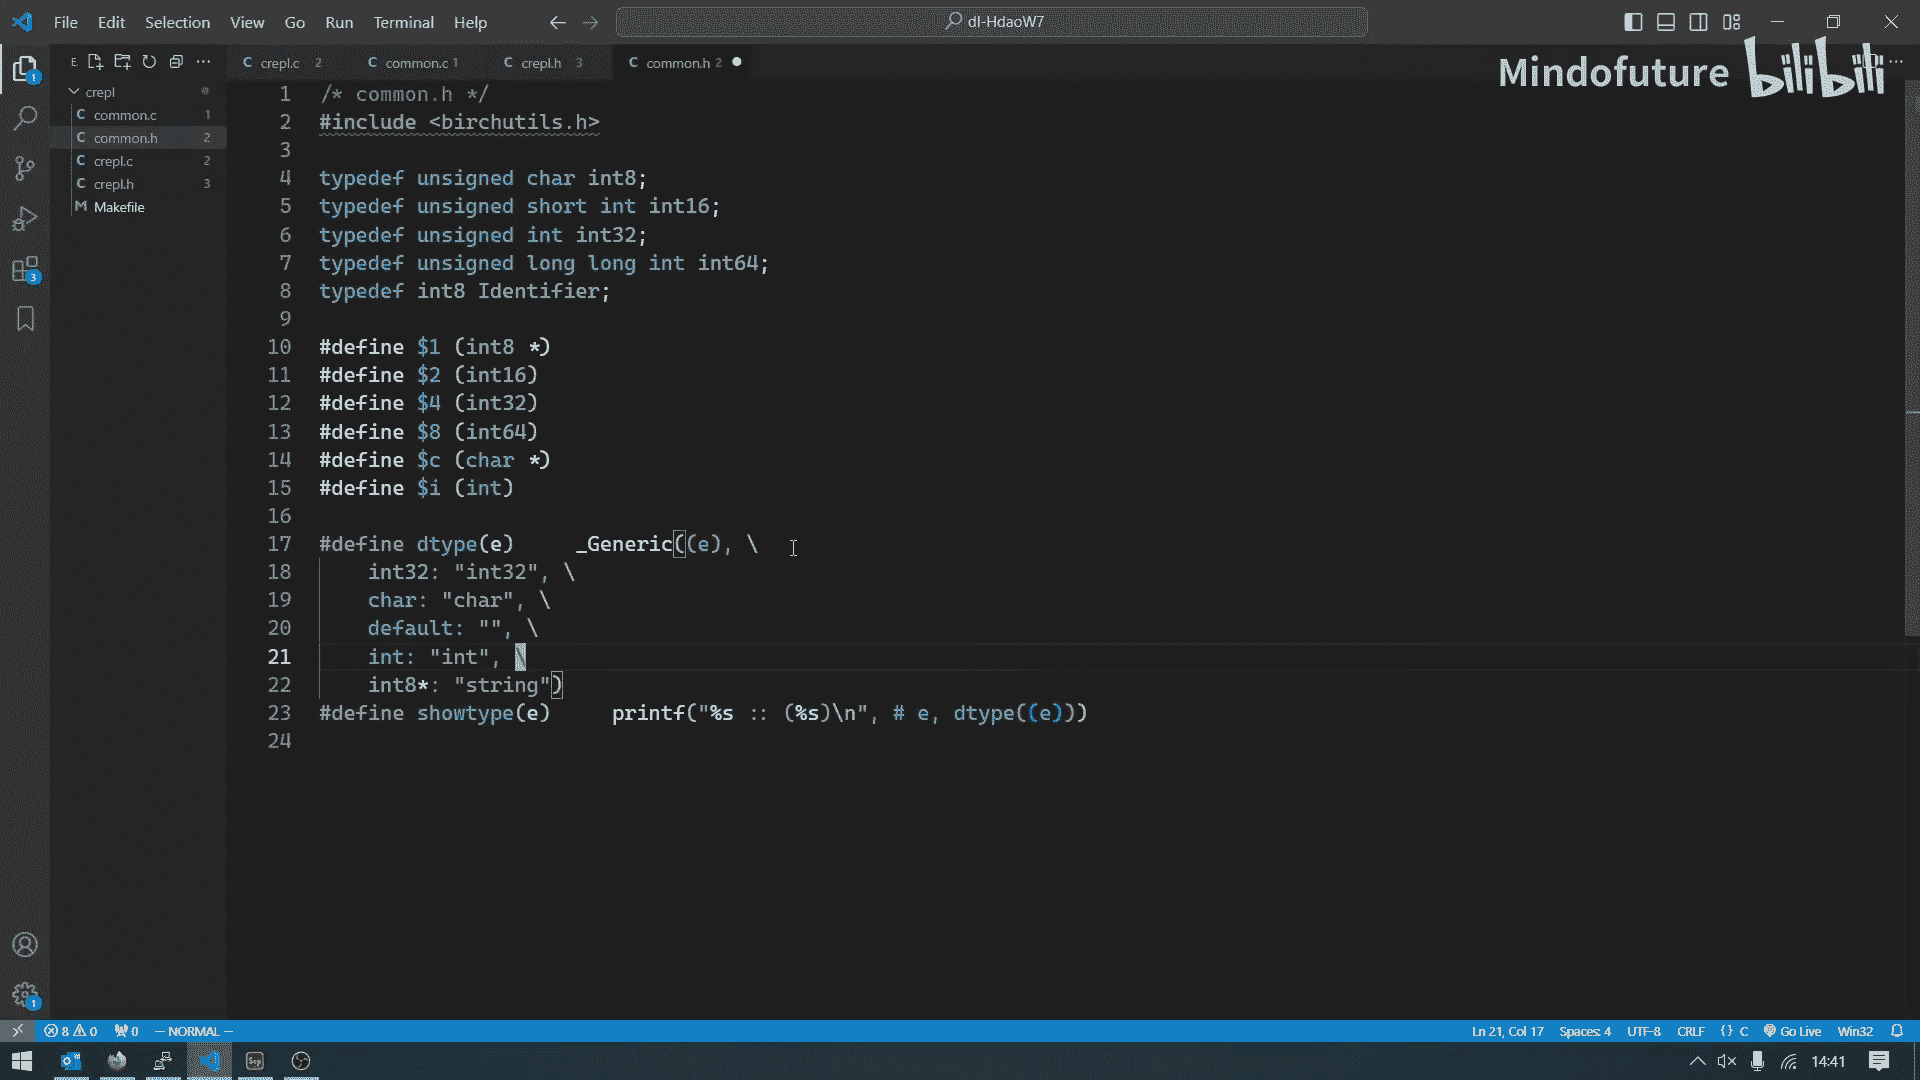 File Edit Selection View Go Run Terminal Help
dl-HdaoW7
E
crepl.c 2
common.c 1
crepl.h 3
common.h 2
Mindofuture bilibili
crepl
common.c 1
common.h 2
crepl.c 2
crepl.h 3
Makefile
1 /* common.h */
2 #include <birchutils.h>
3
4 typedef unsigned char int8;
5 typedef unsigned short int int16;
6 typedef unsigned int int32;
7 typedef unsigned long long int int64;
8 typedef int8 Identifier;
9
10 #define $1 (int8 *)
11 #define $2 (int16)
12 #define $4 (int32)
13 #define $8 (int64)
14 #define $c (char *)
15 #define $i (int)
16
17 #define dtype(e) _Generic((e), \
18 int32: "int32", \
19 char: "char", \
20 default: "", \
21 int: "int", \
22 int8*: "string")
23 #define showtype(e) printf("%s :: (%s)\n", # e, dtype((e)))
24
1
3
1
8 0 0 -- NORMAL -- Ln 21, Col 17 Spaces: 4 UTF-8 CRLF {} C Go Live Win32
14:41